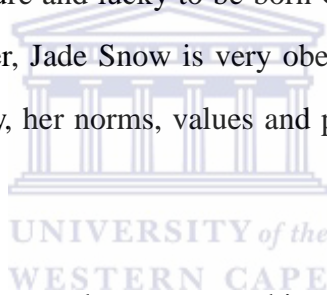 ure and lucky to be born
er, Jade Snow is very obe
y, her norms, values and p
UNIVERSITY of the
WESTERN CAPE